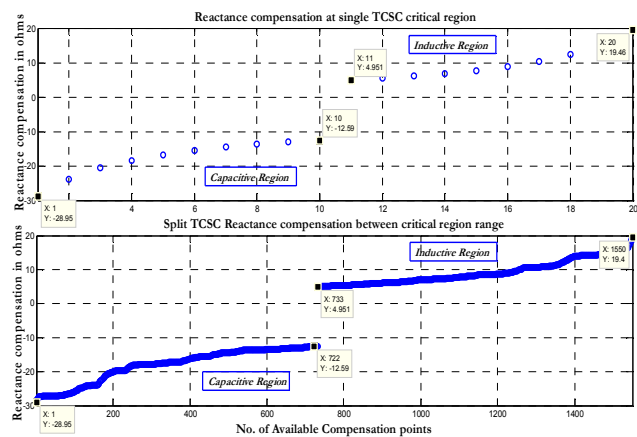 Reactance compensation at single TCSC critical region
Reactance compensation in ohms
20
10
0
-10
-20
-30
Inductive Region
X: 11
Y: 4.951
X: 20
Y: 19.46
X: 10
Y: -12.59
Capacitive Region
X: 1
Y: -28.95
2 4 6 8 10 12 14 16 18 20
Split TCSC Reactance compensation between critical region range
Reactance compensation in ohms
20
10
0
-10
-20
-30
Inductive Region
X: 1550
Y: 19.4
X: 733
Y: 4.951
X: 722
Y: -12.59
Capacitive Region
X: 1
Y: -28.95
200 400 600 800 1000 1200 1400
No. of Available Compensation points